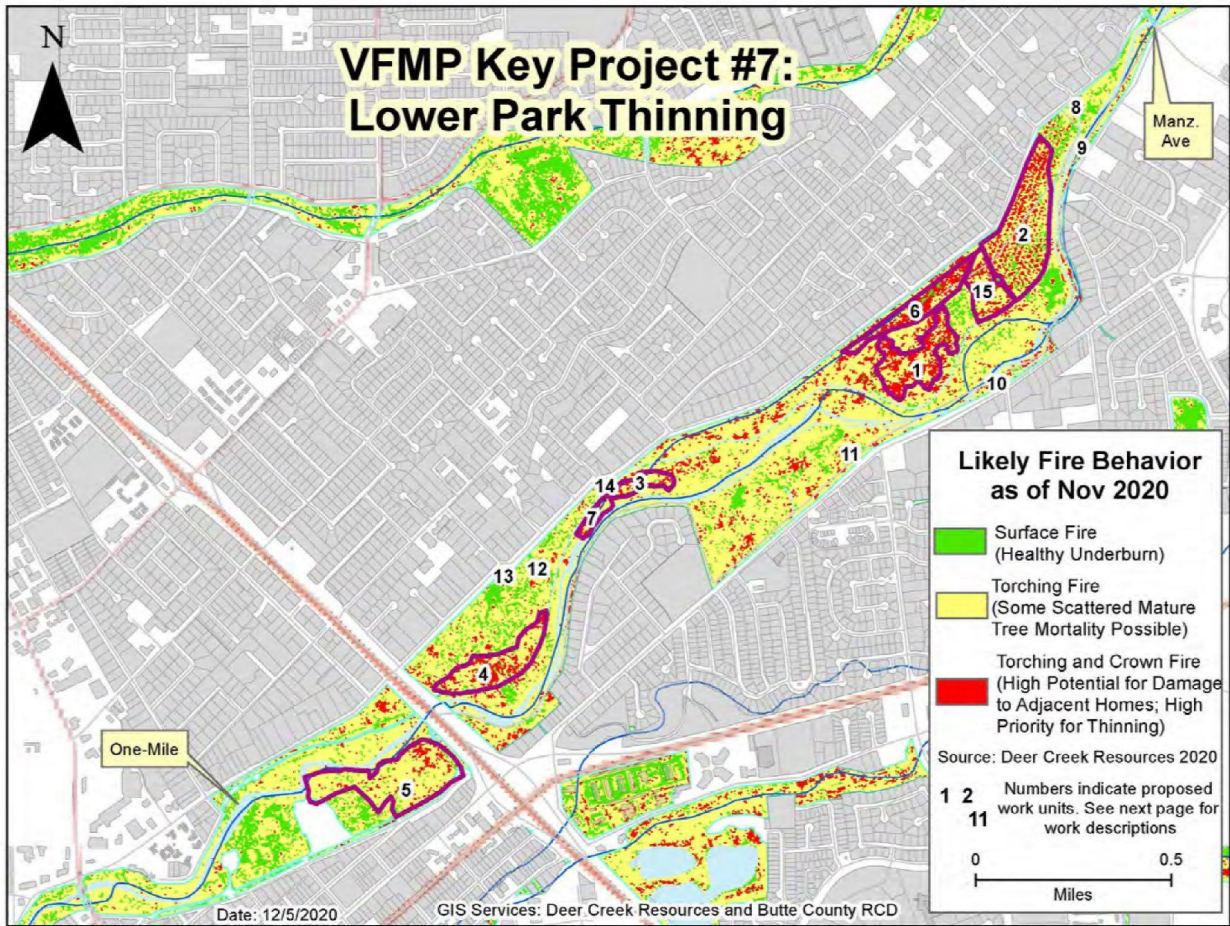 N
VFMP Key Project #7:
Lower Park Thinning
8
Manz.
Ave
9
2
15
6
1
10
11
14
3
7
13
12
4
One-Mile
5
Likely Fire Behavior
as of Nov 2020
Surface Fire
(Healthy Underburn)
Torching Fire
(Some Scattered Mature
Tree Mortality Possible)
Torching and Crown Fire
(High Potential for Damage
to Adjacent Homes; High
Priority for Thinning)
Source: Deer Creek Resources 2020
1 2 Numbers indicate proposed
work units. See next page for
11 work descriptions
0 0.5
Miles
Date: 12/5/2020
GIS Services: Deer Creek Resources and Butte County RCD